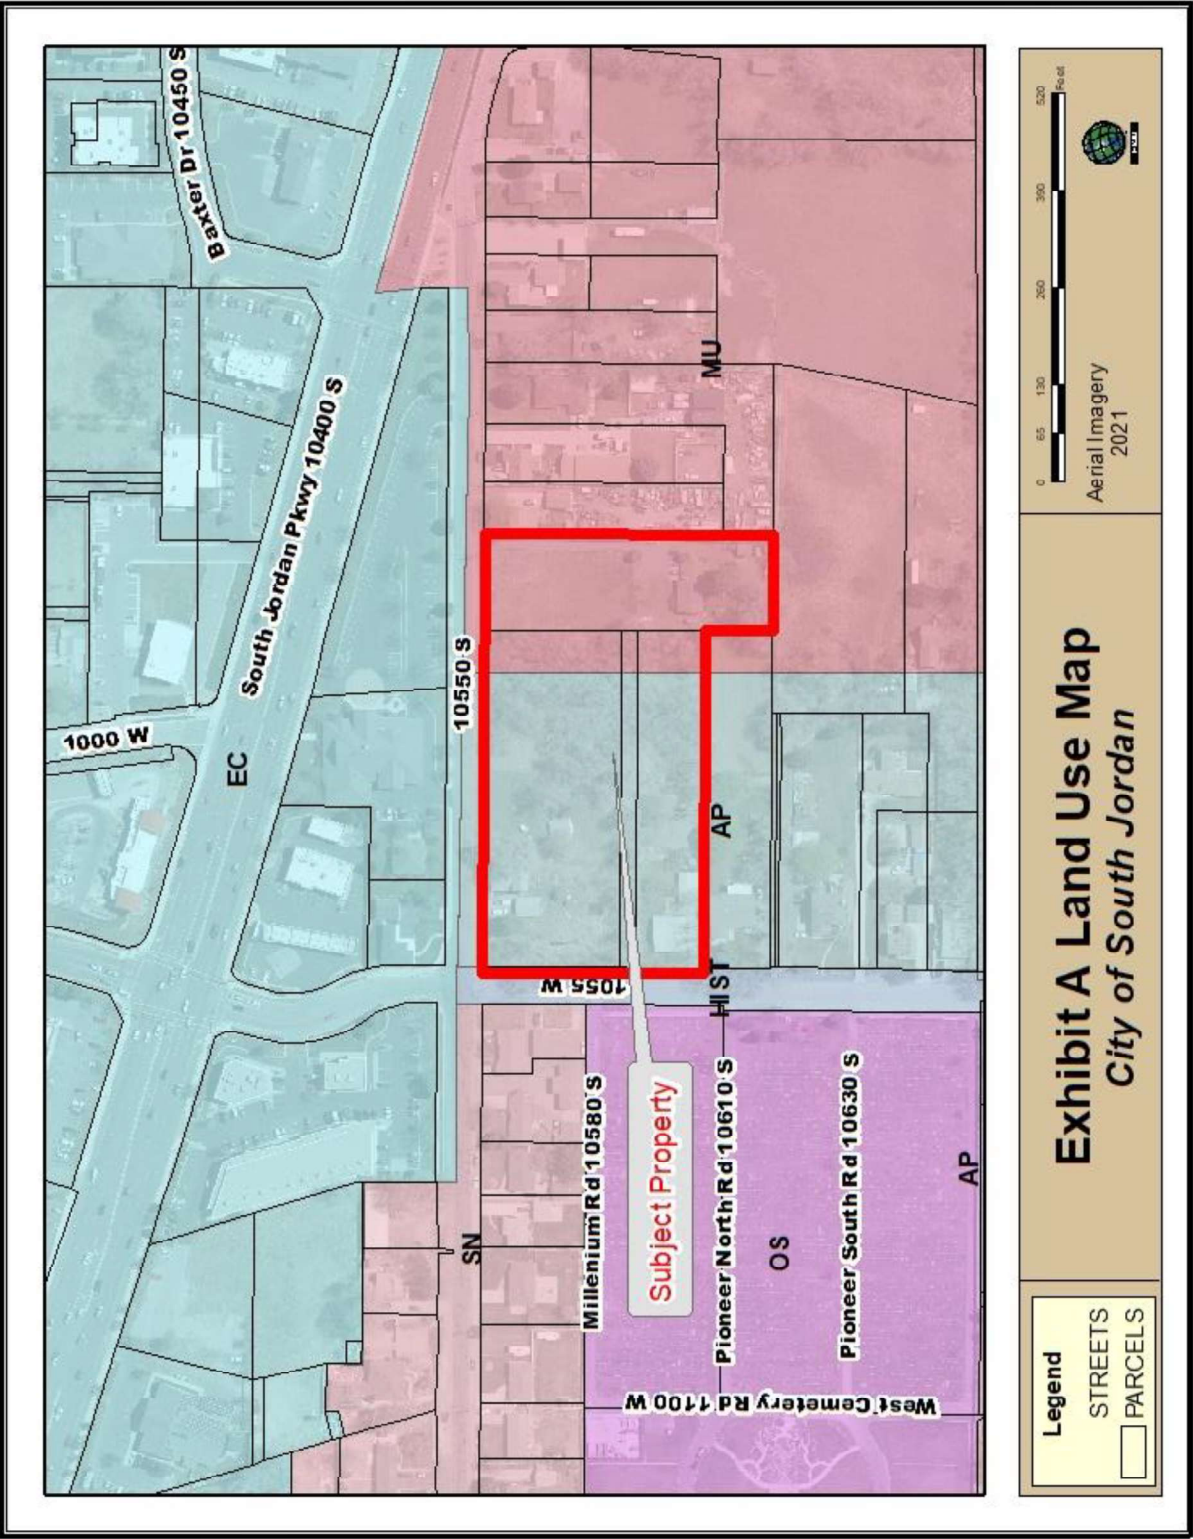 Baxter Dr 10450 S
South Jordan Pkwy 10400 S
1000 W
EC
10550 S
MU
AP
1055 W
HIST
SN
Millenium Rd 10580 S
Subject Property
Pioneer North Rd 10610 S
OS
Pioneer South Rd 10630 S
AP
West Cemetery Rd 1100 W
Legend
STREETS
PARCELS
Exhibit A Land Use Map
City of South Jordan
0 65 130 260 390 520
Feet
Aerial Imagery
2021